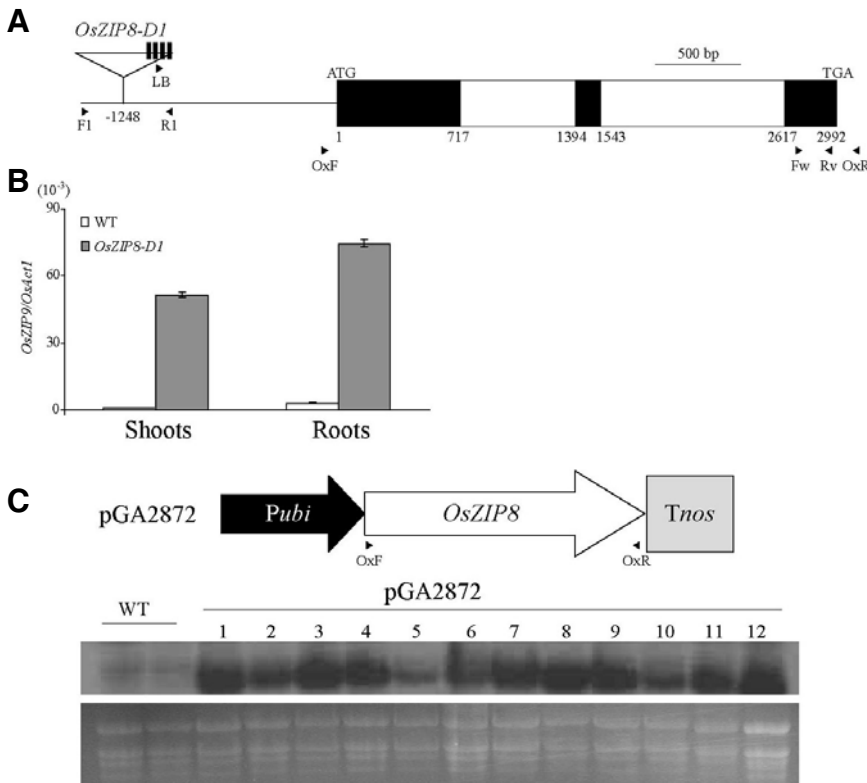 A
OsZIP8-D1
LB
ATG
500 bp
TGA
F1
-1248
R1
1
717
1394
1543
2617
2992
OxF
Fw
Rv
OxR
B
(10-3)
90
60
30
0
WT
OsZIP8-D1
OsZIP9/OsAct1
Shoots
Roots
C
pGA2872
Pubi
OsZIP8
Tnos
OxF
OxR
WT
pGA2872
1 2 3 4 5 6 7 8 9 10 11 12